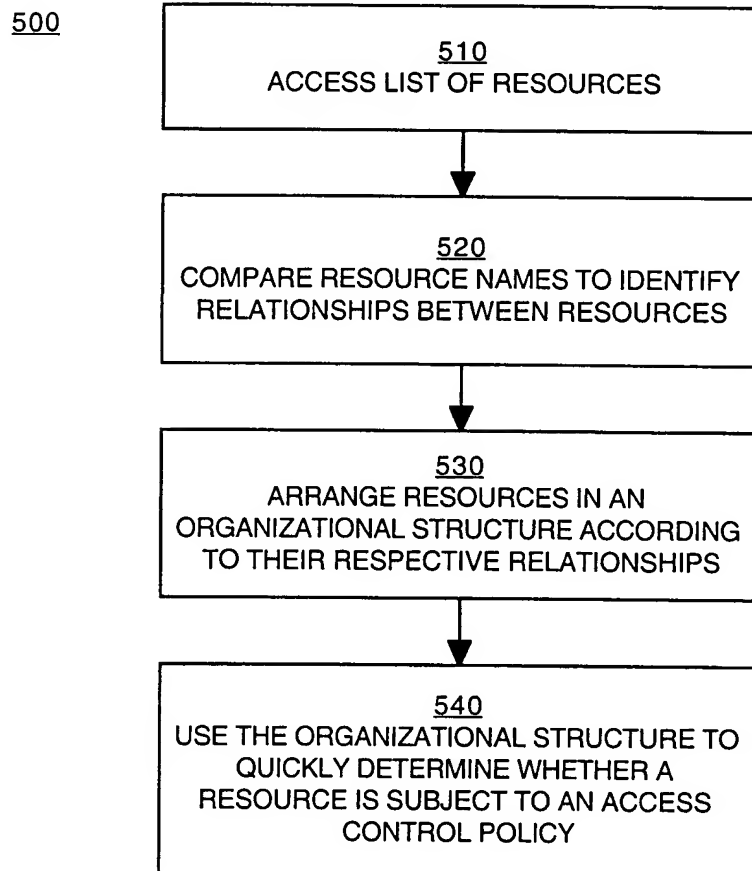 500
510
ACCESS LIST OF RESOURCES
520
COMPARE RESOURCE NAMES TO IDENTIFY
RELATIONSHIPS BETWEEN RESOURCES
530
ARRANGE RESOURCES IN AN
ORGANIZATIONAL STRUCTURE ACCORDING
TO THEIR RESPECTIVE RELATIONSHIPS
540
USE THE ORGANIZATIONAL STRUCTURE TO
QUICKLY DETERMINE WHETHER A
RESOURCE IS SUBJECT TO AN ACCESS
CONTROL POLICY